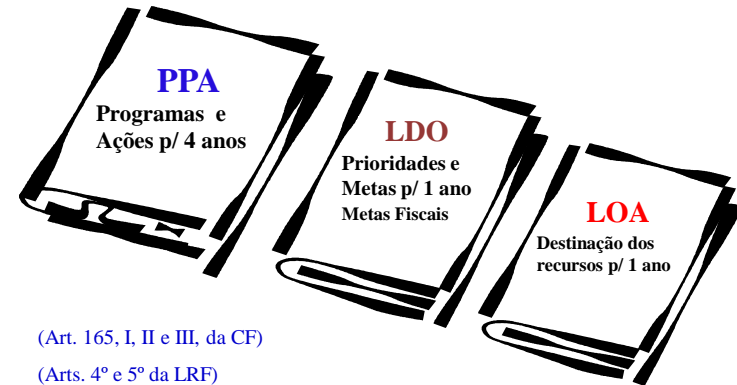 PPA
Programas e
Ações p/ 4 anos
LDO
Prioridades e
Metas p/ 1 ano
Metas Fiscais
LOA
Destinação dos
recursos p/ 1 ano
(Art. 165, I, II e III, da CF)
(Arts. 4º e 5º da LRF)